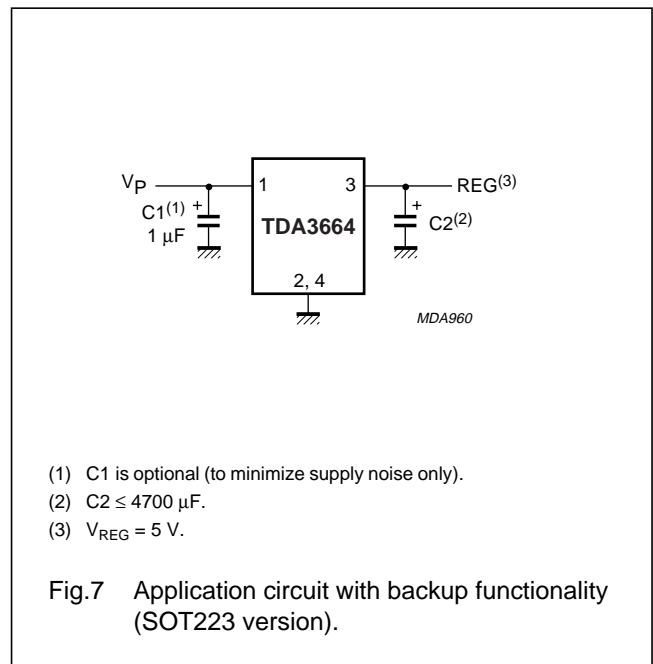 V_P 1 3 REG(3)
C1(1) + + C2(2)
1 μF
TDA3664
2, 4
MDA960
(1) C1 is optional (to minimize supply noise only).
(2) C2 ≤ 4700 μF.
(3) V_REG = 5 V.
Fig.7 Application circuit with backup functionality
(SOT223 version).